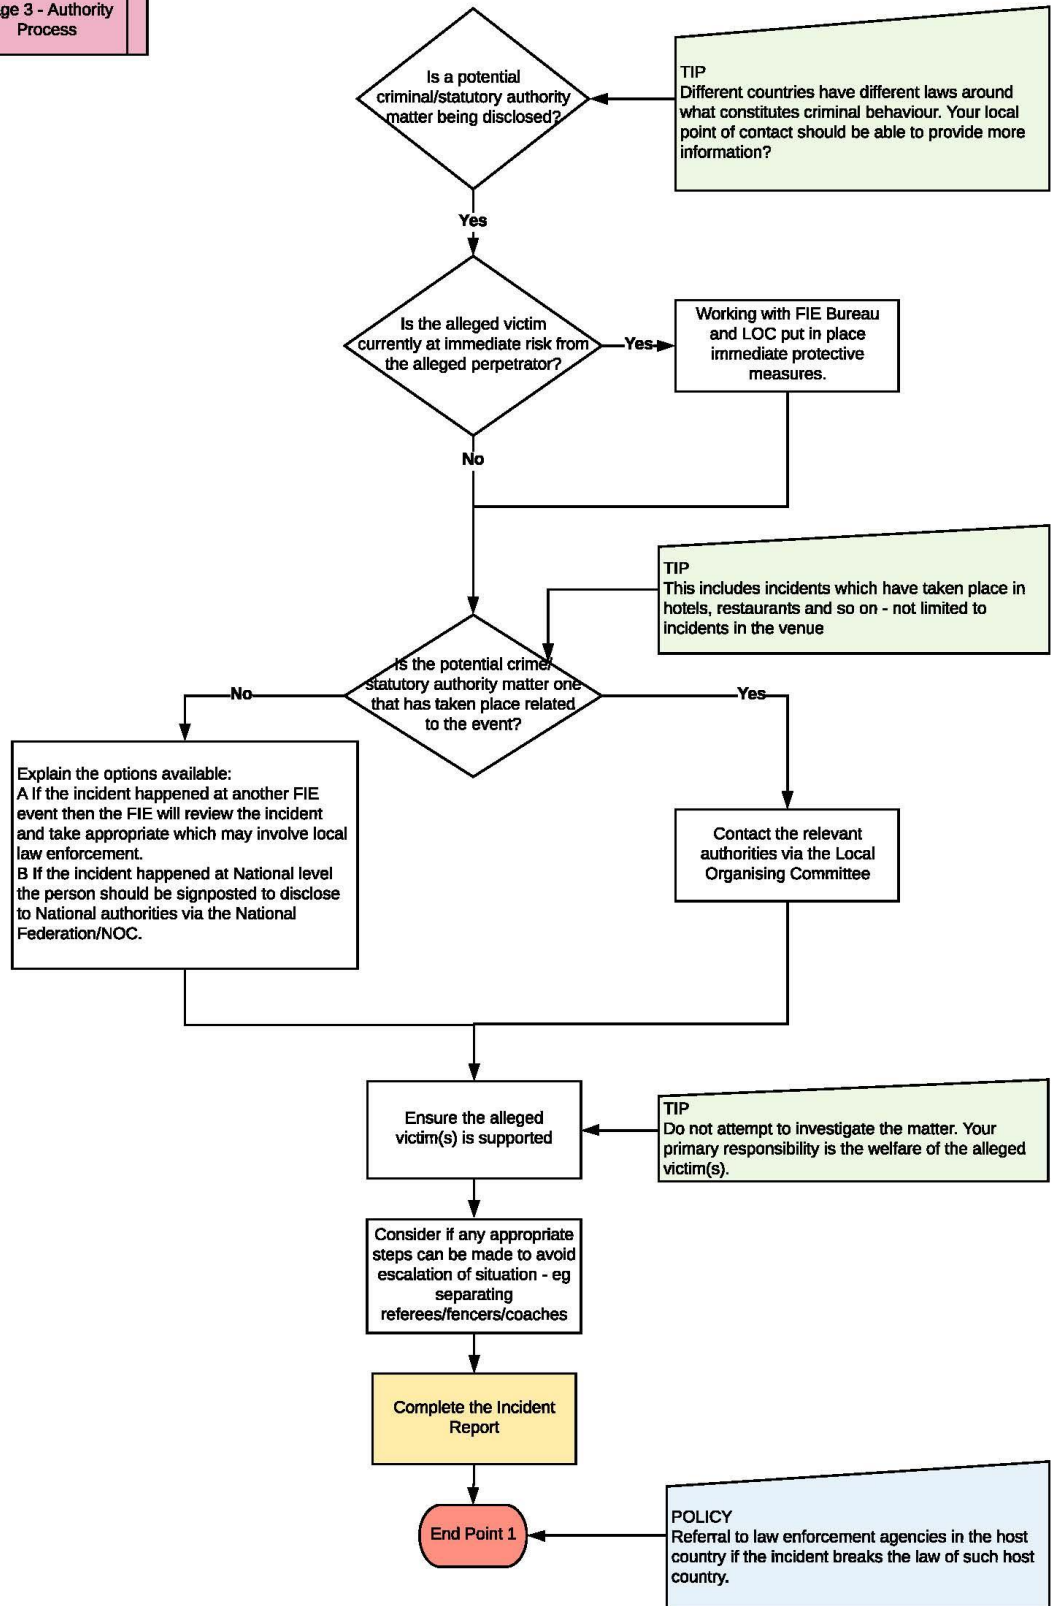 ge 3 - Authority
Process
Is a potential
criminal/statutory authority
matter being disclosed?
TIP
Different countries have different laws around
what constitutes criminal behaviour. Your local
point of contact should be able to provide more
information?
Yes
Is the alleged victim
currently at immediate risk from
the alleged perpetrator?
Yes
Working with FIE Bureau
and LOC put in place
immediate protective
measures.
No
TIP
This includes incidents which have taken place in
hotels, restaurants and so on - not limited to
incidents in the venue
Is the potential crime/
statutory authority matter one
that has taken place related
to the event?
No
Yes
Explain the options available:
A If the incident happened at another FIE
event then the FIE will review the incident
and take appropriate which may involve local
law enforcement.
B If the incident happened at National level
the person should be signposted to disclose
to National authorities via the National
Federation/NOC.
Contact the relevant
authorities via the Local
Organising Committee
Ensure the alleged
victim(s) is supported
TIP
Do not attempt to investigate the matter. Your
primary responsibility is the welfare of the alleged
victim(s).
Consider if any appropriate
steps can be made to avoid
escalation of situation - eg
separating
referees/fencers/coaches
Complete the Incident
Report
End Point 1
POLICY
Referral to law enforcement agencies in the host
country if the incident breaks the law of such host
country.